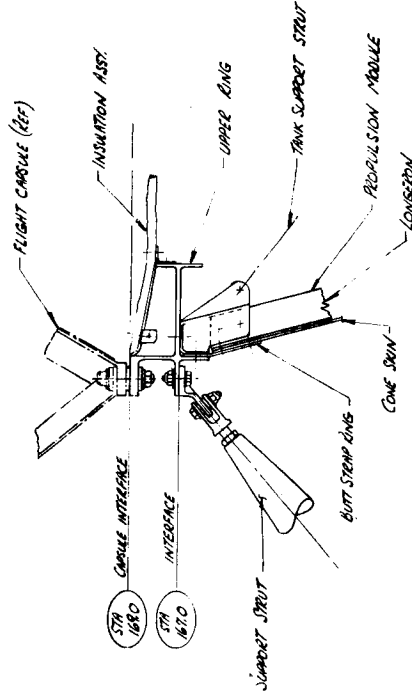 FLIGHT CAPSULE (REF)
INSULATION ASSY.
UPPER RING
TANK SUPPORT STRUT
PROPULSION MODULE
LONGERON
CONE SKIN
BUTT STRAP RING
SUPPORT STRUT
STA
169.0
CAPSULE INTERFACE
STA
167.0
INTERFACE